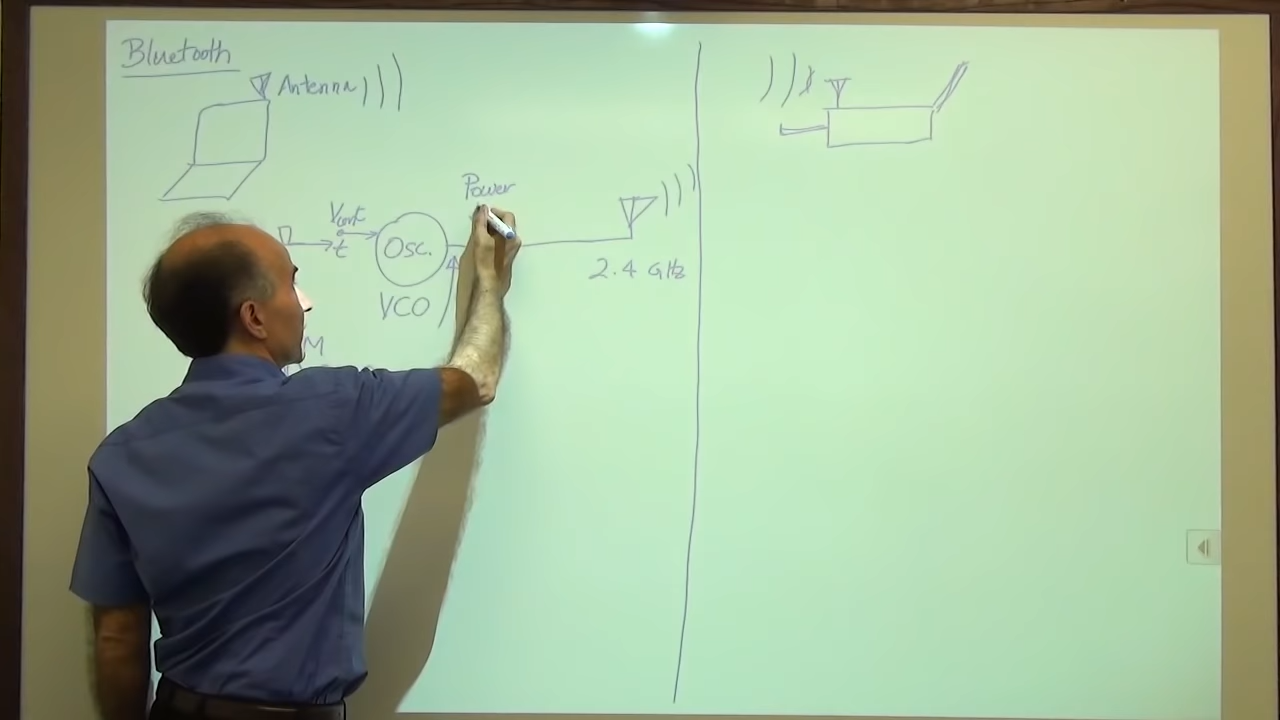 Bluetooth
Antenna
Power
Vcont
t
Osc.
VCO
2.4 GHz
M